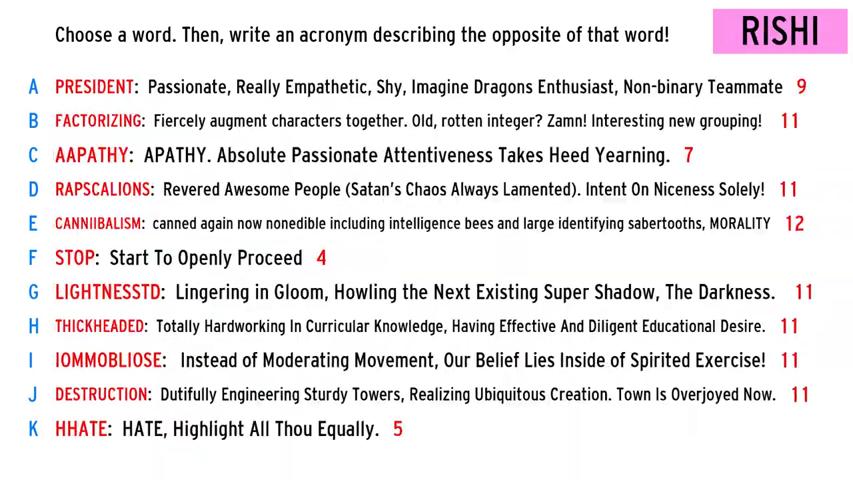 Choose a word. Then, write an acronym describing the opposite of that word!
RISHI
A PRESIDENT: Passionate, Really Empathetic, Shy, Imagine Dragons Enthusiast, Non-binary Teammate 9
B FACTORIZING: Fiercely augment characters together. Old, rotten integer? Zamn! Interesting new grouping! 11
C AAPATHY: APATHY. Absolute Passionate Attentiveness Takes Heed Yearning. 7
D RAPSCALIONS: Revered Awesome People (Satan's Chaos Always Lamented). Intent On Niceness Solely! 11
E CANNIIBALISM: canned again now nonedible including intelligence bees and large identifying sabertooths, MORALITY 12
F STOP: Start To Openly Proceed 4
G LIGHTNESSTD: Lingering in Gloom, Howling the Next Existing Super Shadow, The Darkness. 11
H THICKHEADED: Totally Hardworking In Curricular Knowledge, Having Effective And Diligent Educational Desire. 11
I IOMMOBLIOSE: Instead of Moderating Movement, Our Belief Lies Inside of Spirited Exercise! 11
J DESTRUCTION: Dutifully Engineering Sturdy Towers, Realizing Ubiquitous Creation. Town Is Overjoyed Now. 11
K HHATE: HATE, Highlight All Thou Equally. 5